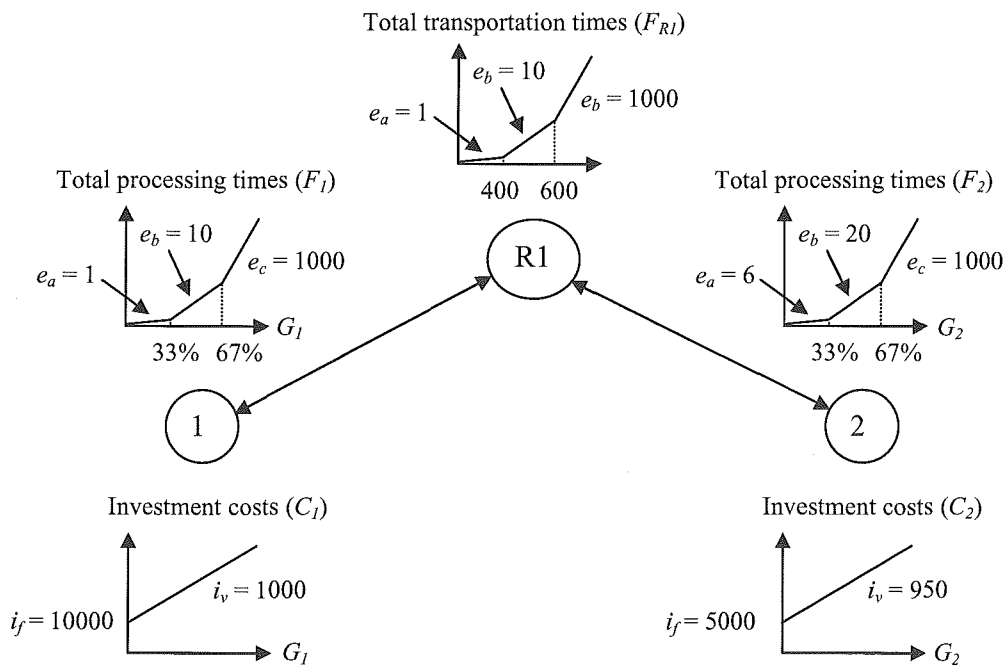 Total transportation times (F_{R1})
e_b = 10
e_a = 1
e_b = 1000
400 600
Total processing times (F_1)
e_b = 10
e_a = 1
e_c = 1000
G_1
33% 67%
R1
Total processing times (F_2)
e_b = 20
e_a = 6
e_c = 1000
G_2
33% 67%
1
2
Investment costs (C_1)
i_v = 1000
i_f = 10000
G_1
Investment costs (C_2)
i_v = 950
i_f = 5000
G_2